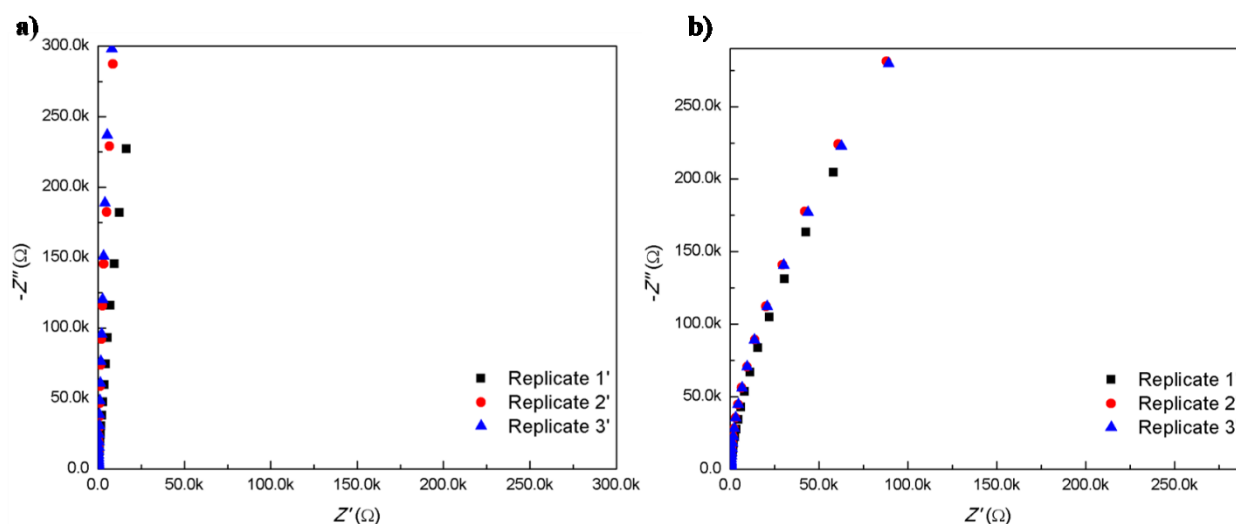 a)
300.0k
250.0k
200.0k
150.0k
100.0k
50.0k
0.0
-Z″(Ω)
0.0 50.0k 100.0k 150.0k 200.0k 250.0k 300.0k
Z′(Ω)
Replicate 1'
Replicate 2'
Replicate 3'
b)
250.0k
200.0k
150.0k
100.0k
50.0k
0.0
-Z″(Ω)
0.0 50.0k 100.0k 150.0k 200.0k 250.0k
Z′(Ω)
Replicate 1
Replicate 2
Replicate 3